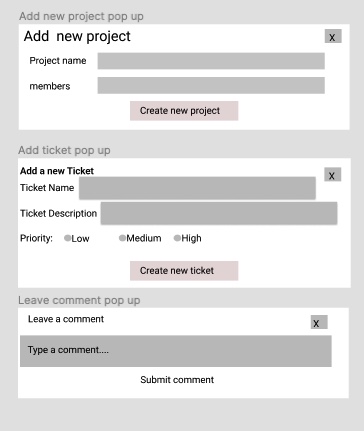 Add new project pop up
Add new project
X
Project name
members
Create new project
Add ticket pop up
Add a new Ticket
X
Ticket Name
Ticket Description
Priority: Low Medium High
Create new ticket
Leave comment pop up
Leave a comment
X
Type a comment....
Submit comment